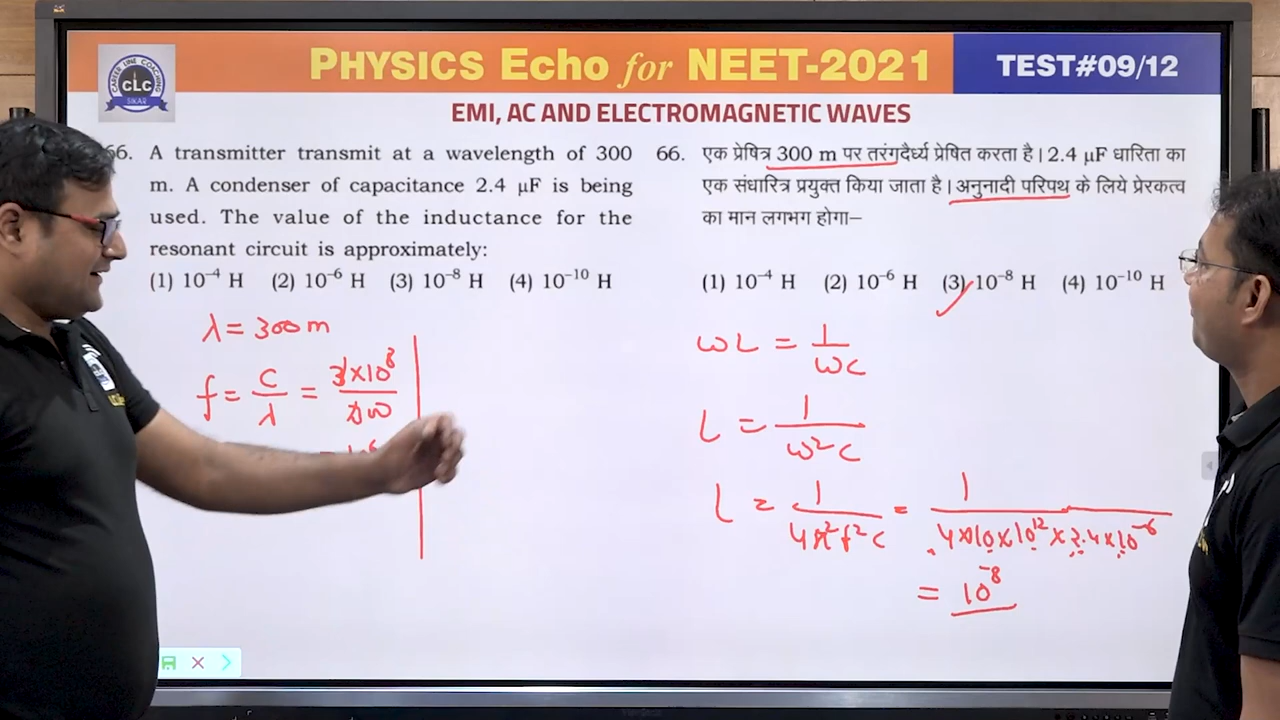 PHYSICS Echo for NEET-2021
TEST#09/12
CAREER LINE COACHING
CLC
SIKAR
EMI, AC AND ELECTROMAGNETIC WAVES
66. A transmitter transmit at a wavelength of 300
m. A condenser of capacitance 2.4 μF is being
used. The value of the inductance for the
resonant circuit is approximately:
(1) 10⁻⁴ H (2) 10⁻⁶ H (3) 10⁻⁸ H (4) 10⁻¹⁰ H
λ = 300 m
f = c/λ = 3×10⁸/300
66. एक प्रेषित्र 300 m पर तरंगदैर्ध्य प्रेषित करता है। 2.4 μF धारिता का
एक संधारित्र प्रयुक्त किया जाता है। अनुनादी परिपथ के लिये प्रेरकत्व
का मान लगभग होगा–
(1) 10⁻⁴ H (2) 10⁻⁶ H (3) 10⁻⁸ H (4) 10⁻¹⁰ H
ωL = 1/ωC
L = 1/ω²C
L = 1/4π²f²C = 1/4×10×10¹²×2.4×10⁻⁶
= 10⁻⁸